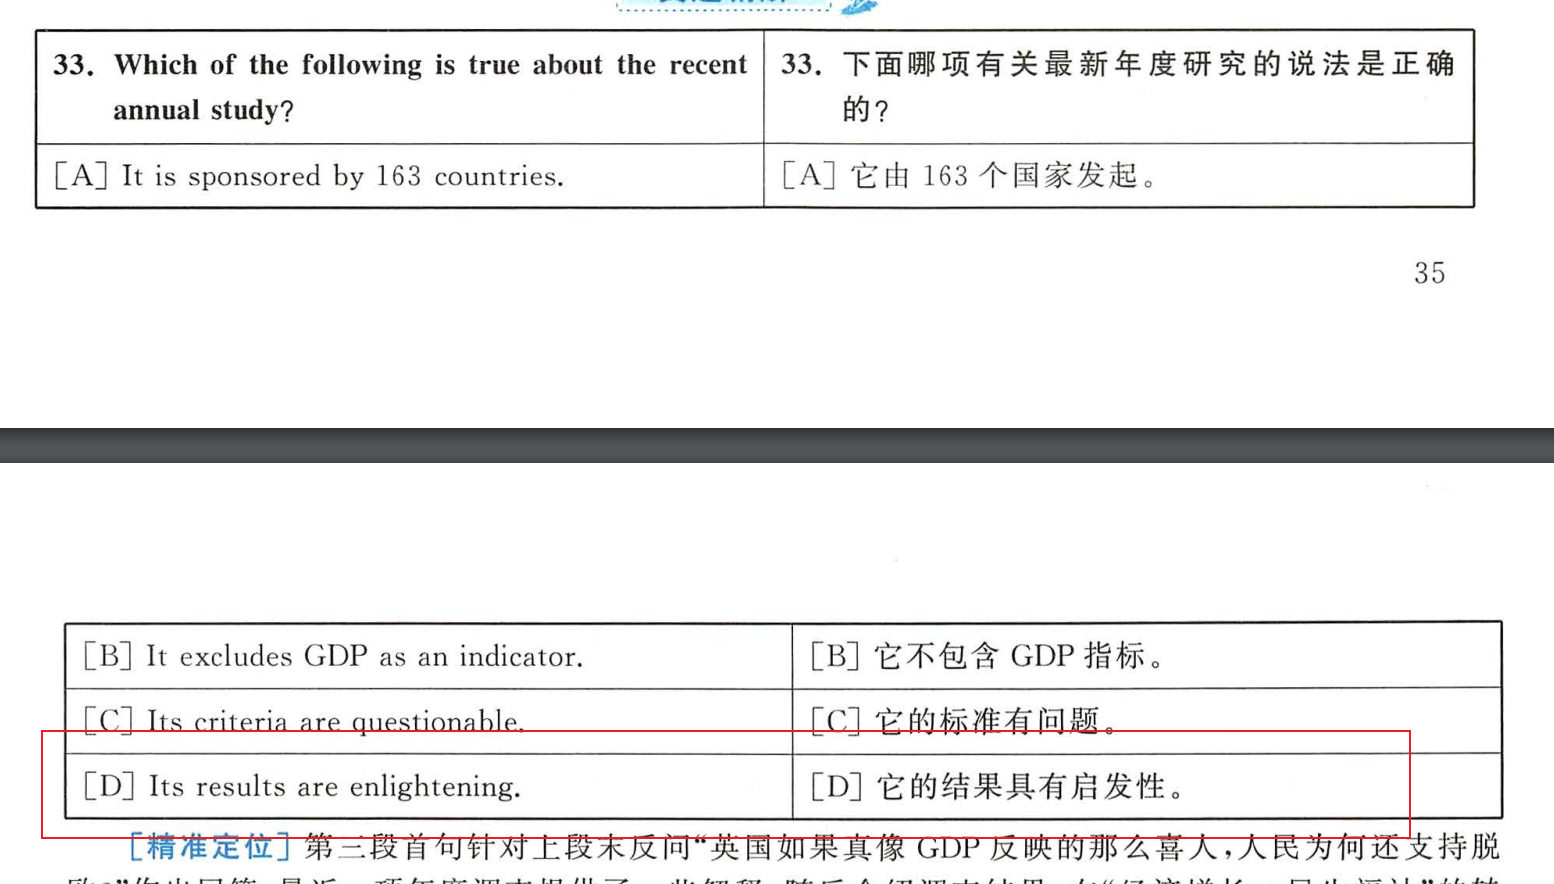 33. Which of the following is true about the recent
annual study?
33. 下面哪项有关最新年度研究的说法是正确
的?
[A] It is sponsored by 163 countries.
[A] 它由 163 个国家发起。
35
[B] It excludes GDP as an indicator.
[B] 它不包含 GDP 指标。
[C] Its criteria are questionable.
[C] 它的标准有问题。
[D] Its results are enlightening.
[D] 它的结果具有启发性。
[精准定位] 第三段首句针对上段末反问“英国如果真像 GDP 反映的那么喜人,人民为何还支持脱